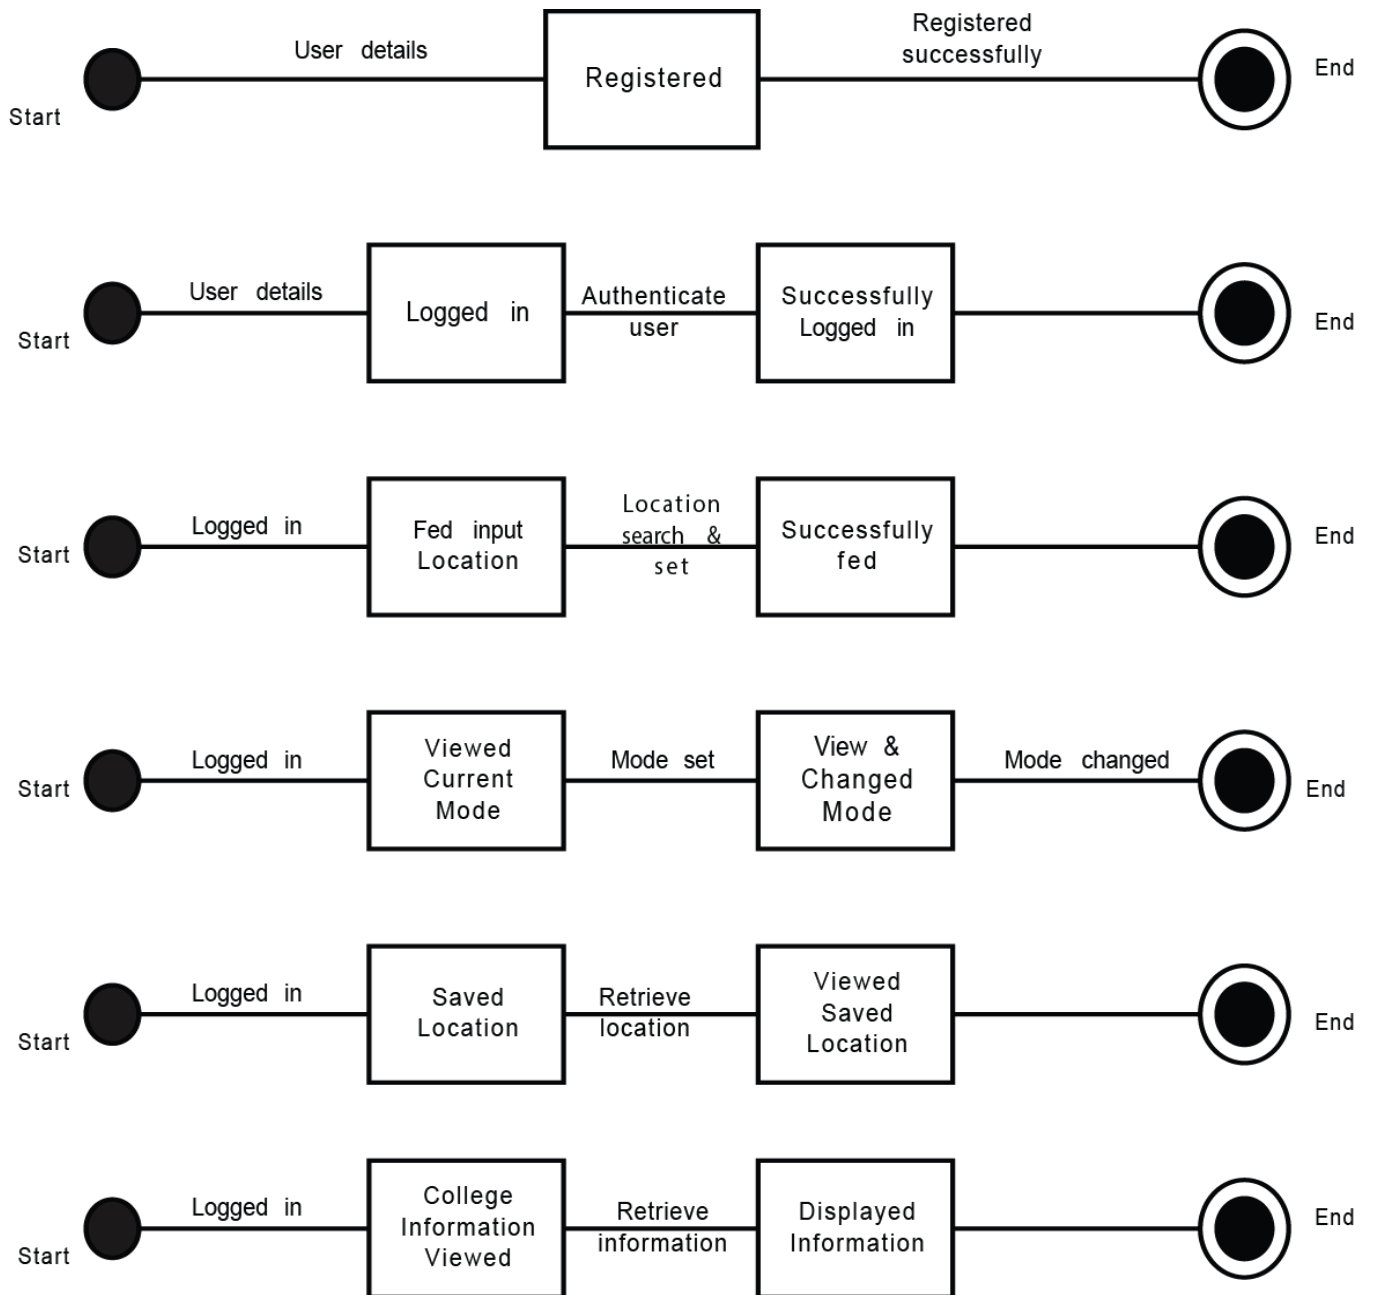 User details
Registered
Registered
successfully
End
Start
User details
Logged in
Authenticate
user
Successfully
Logged in
End
Start
Logged in
Fed input
Location
Location
search &
set
Successfully
fed
End
Start
Logged in
Viewed
Current
Mode
Mode set
View &
Changed
Mode
Mode changed
End
Start
Logged in
Saved
Location
Retrieve
location
Viewed
Saved
Location
End
Start
Logged in
College
Information
Viewed
Retrieve
information
Displayed
Information
End
Start